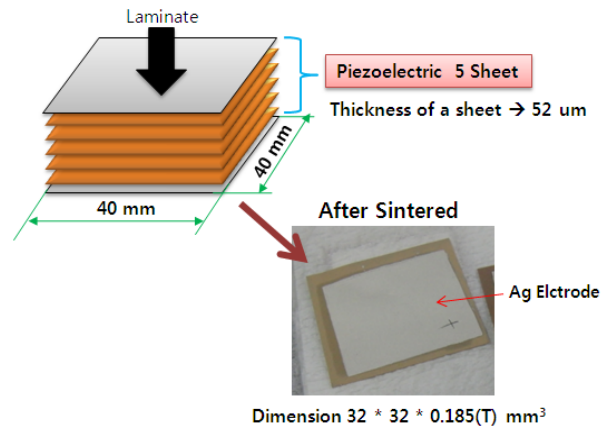 Laminate
Piezoelectric 5 Sheet
Thickness of a sheet → 52 um
40 mm
40 mm
After Sintered
Ag Elctrode
Dimension 32 * 32 * 0.185(T) mm³